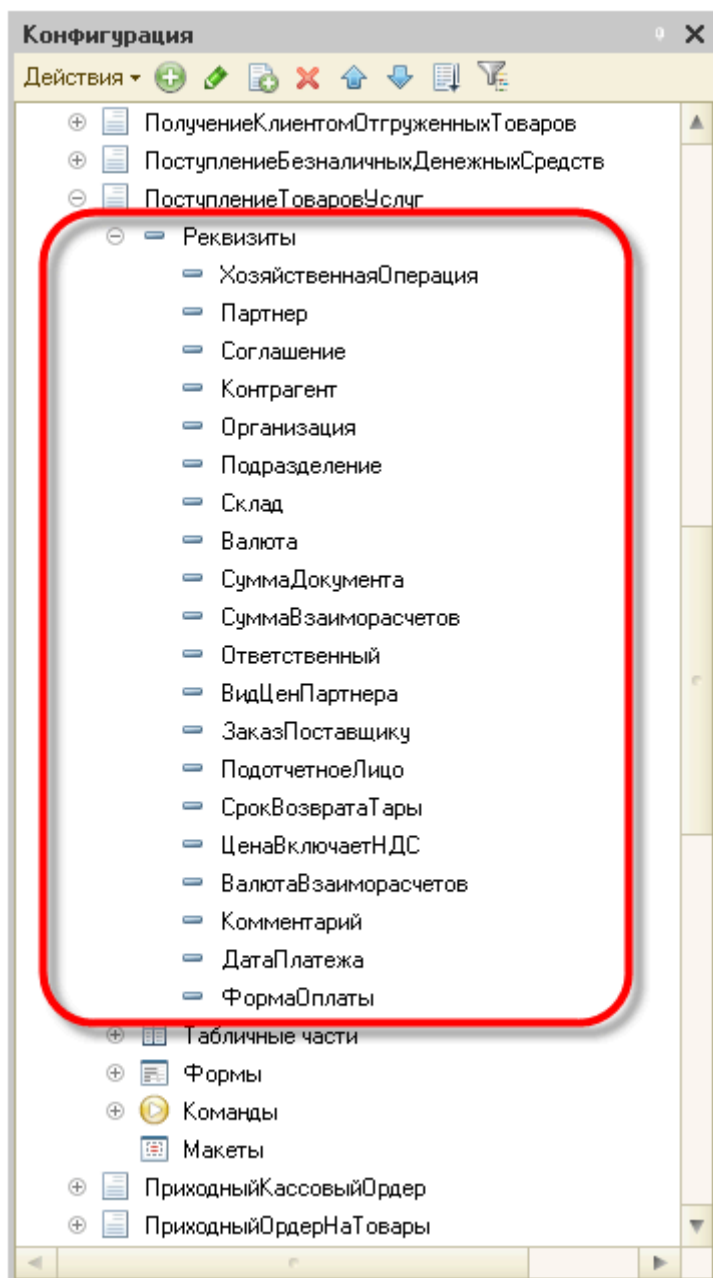 Конфигурация
Действия
ПолучениеКлиентомОтгруженныхТоваров
ПоступлениеБезналичныхДенежныхСредств
ПоступлениеТоваровУслуг
Реквизиты
ХозяйственнаяОперация
Партнер
Соглашение
Контрагент
Организация
Подразделение
Склад
Валюта
СуммаДокумента
СуммаВзаиморасчетов
Ответственный
ВидЦенПартнера
ЗаказПоставщику
ПодотчетноеЛицо
СрокВозвратаТары
ЦенаВключаетНДС
ВалютаВзаиморасчетов
Комментарий
ДатаПлатежа
ФормаОплаты
Табличные части
Формы
Команды
Макеты
ПриходныйКассовыйОрдер
ПриходныйОрдерНаТовары